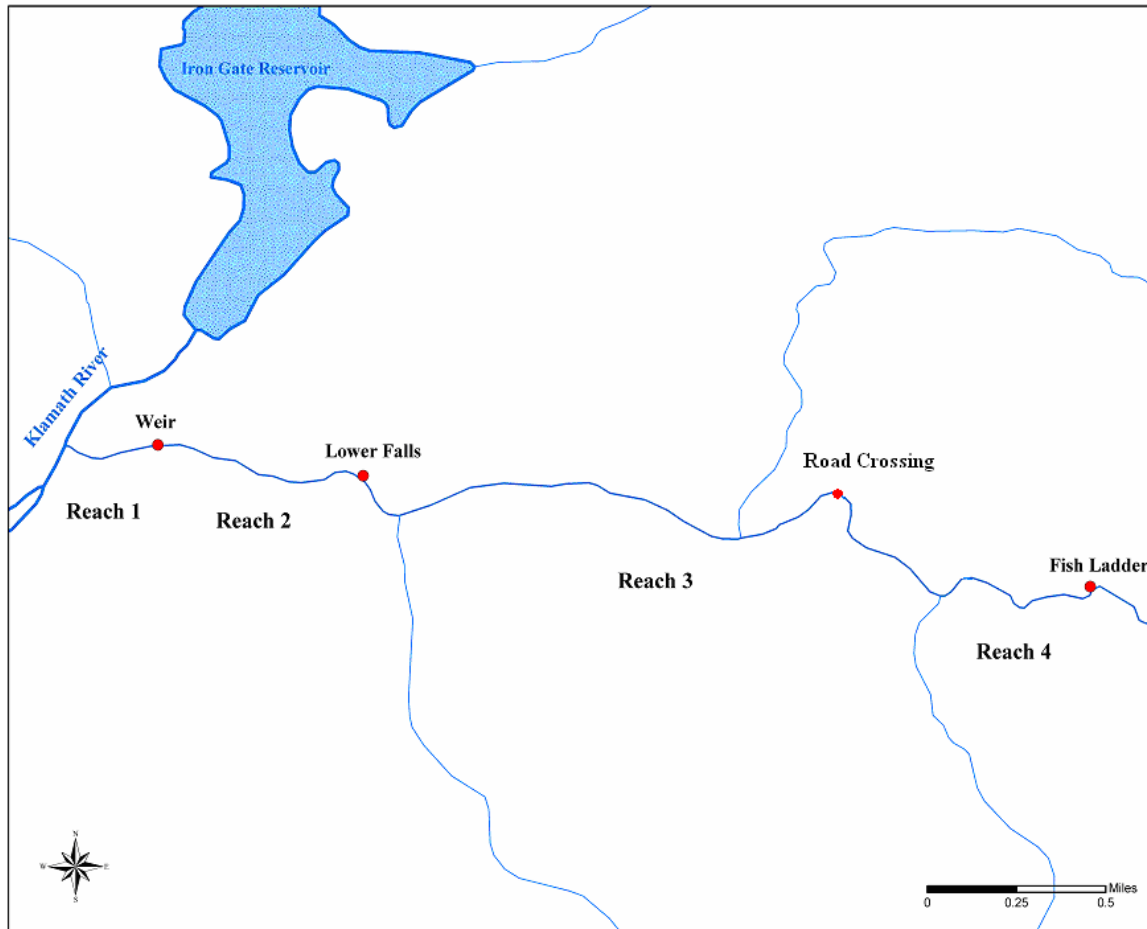 Iron Gate Reservoir
Klamath River
Weir
Lower Falls
Road Crossing
Reach 1
Reach 2
Fish Ladder
Reach 3
Reach 4
N
W
E
S
Miles
0
0.25
0.5